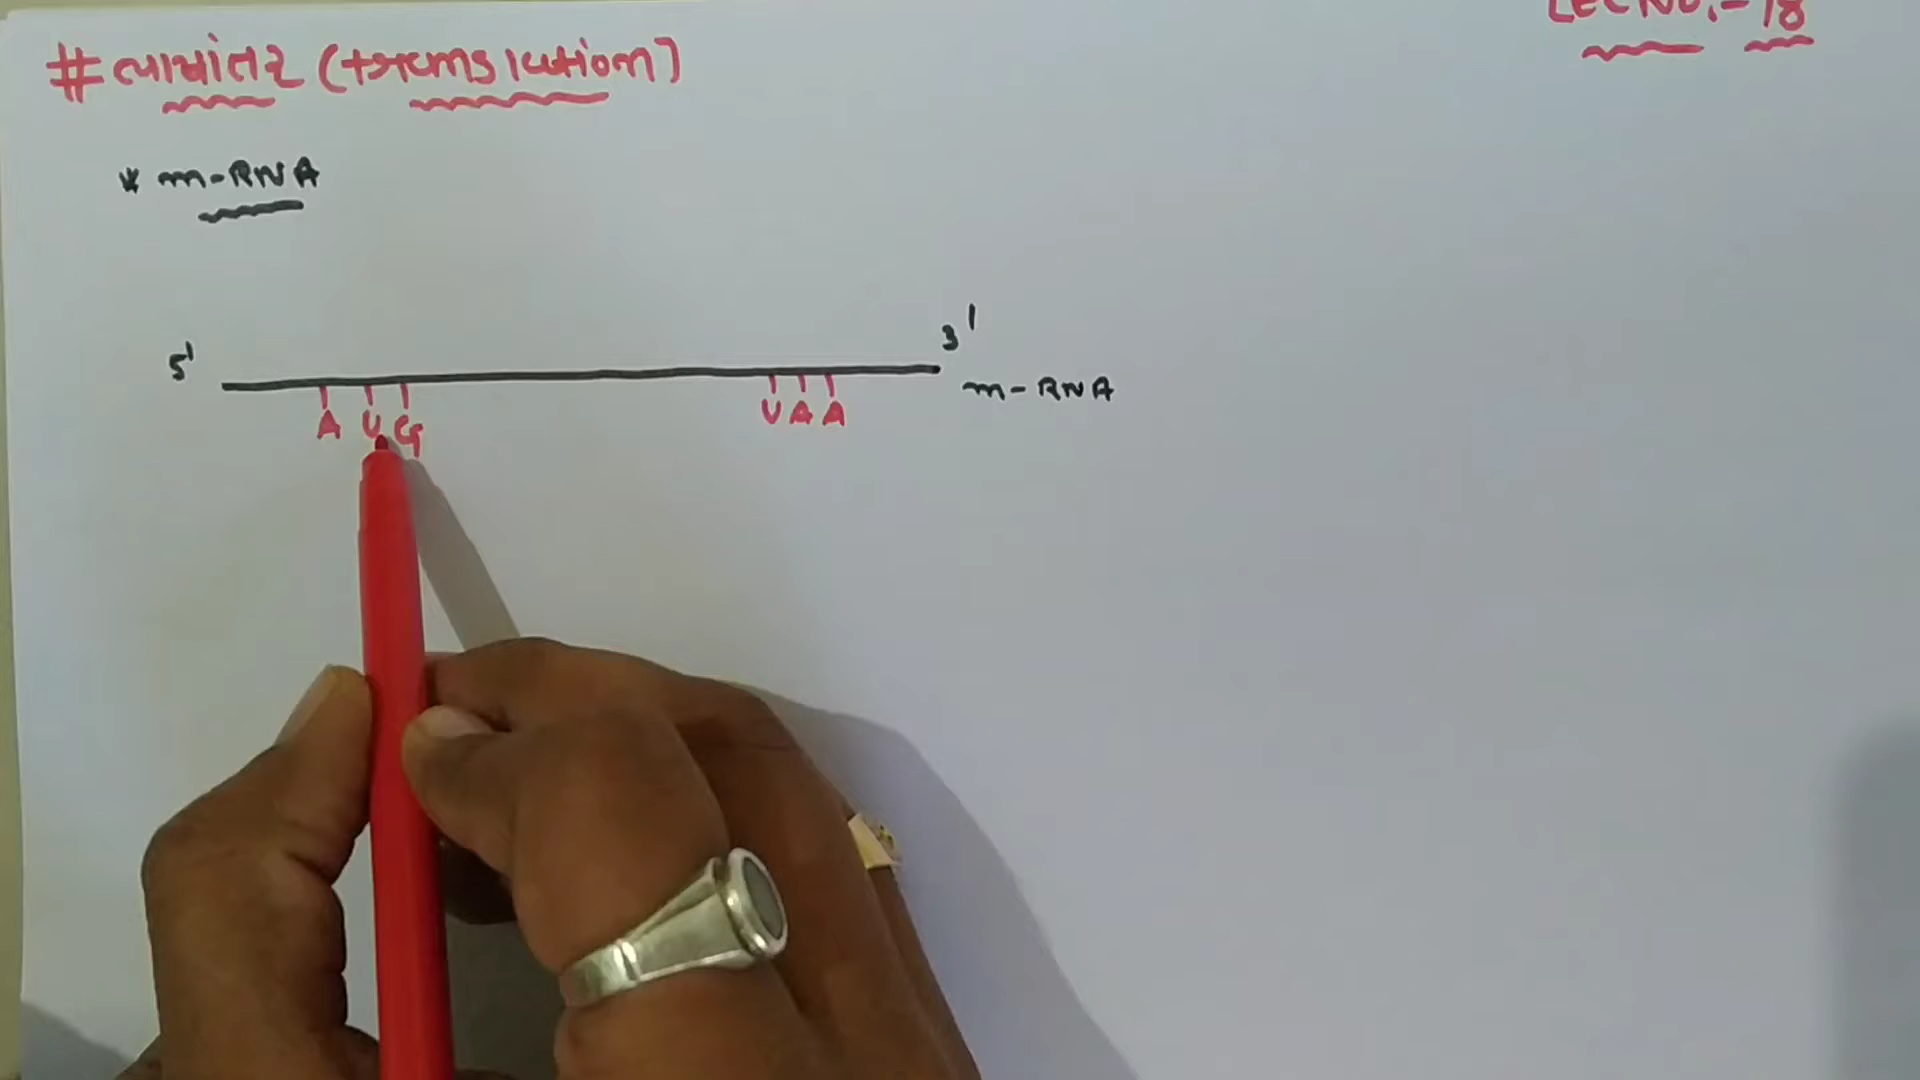 LEC NO. - 18
# ભાષાંતર (translation)
* m-RNA
5' 3'
m-RNA
A U G U A A